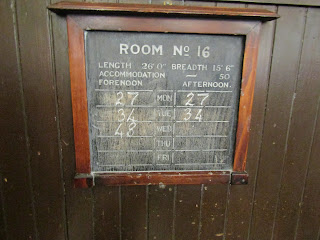 ROOM No 16
LENGTH 26'0" BREADTH 15'6"
ACCOMMODATION — 50
FORENOON AFTERNOON.
27 MON 27
34 TUE 34
48 WED
THU
FRI